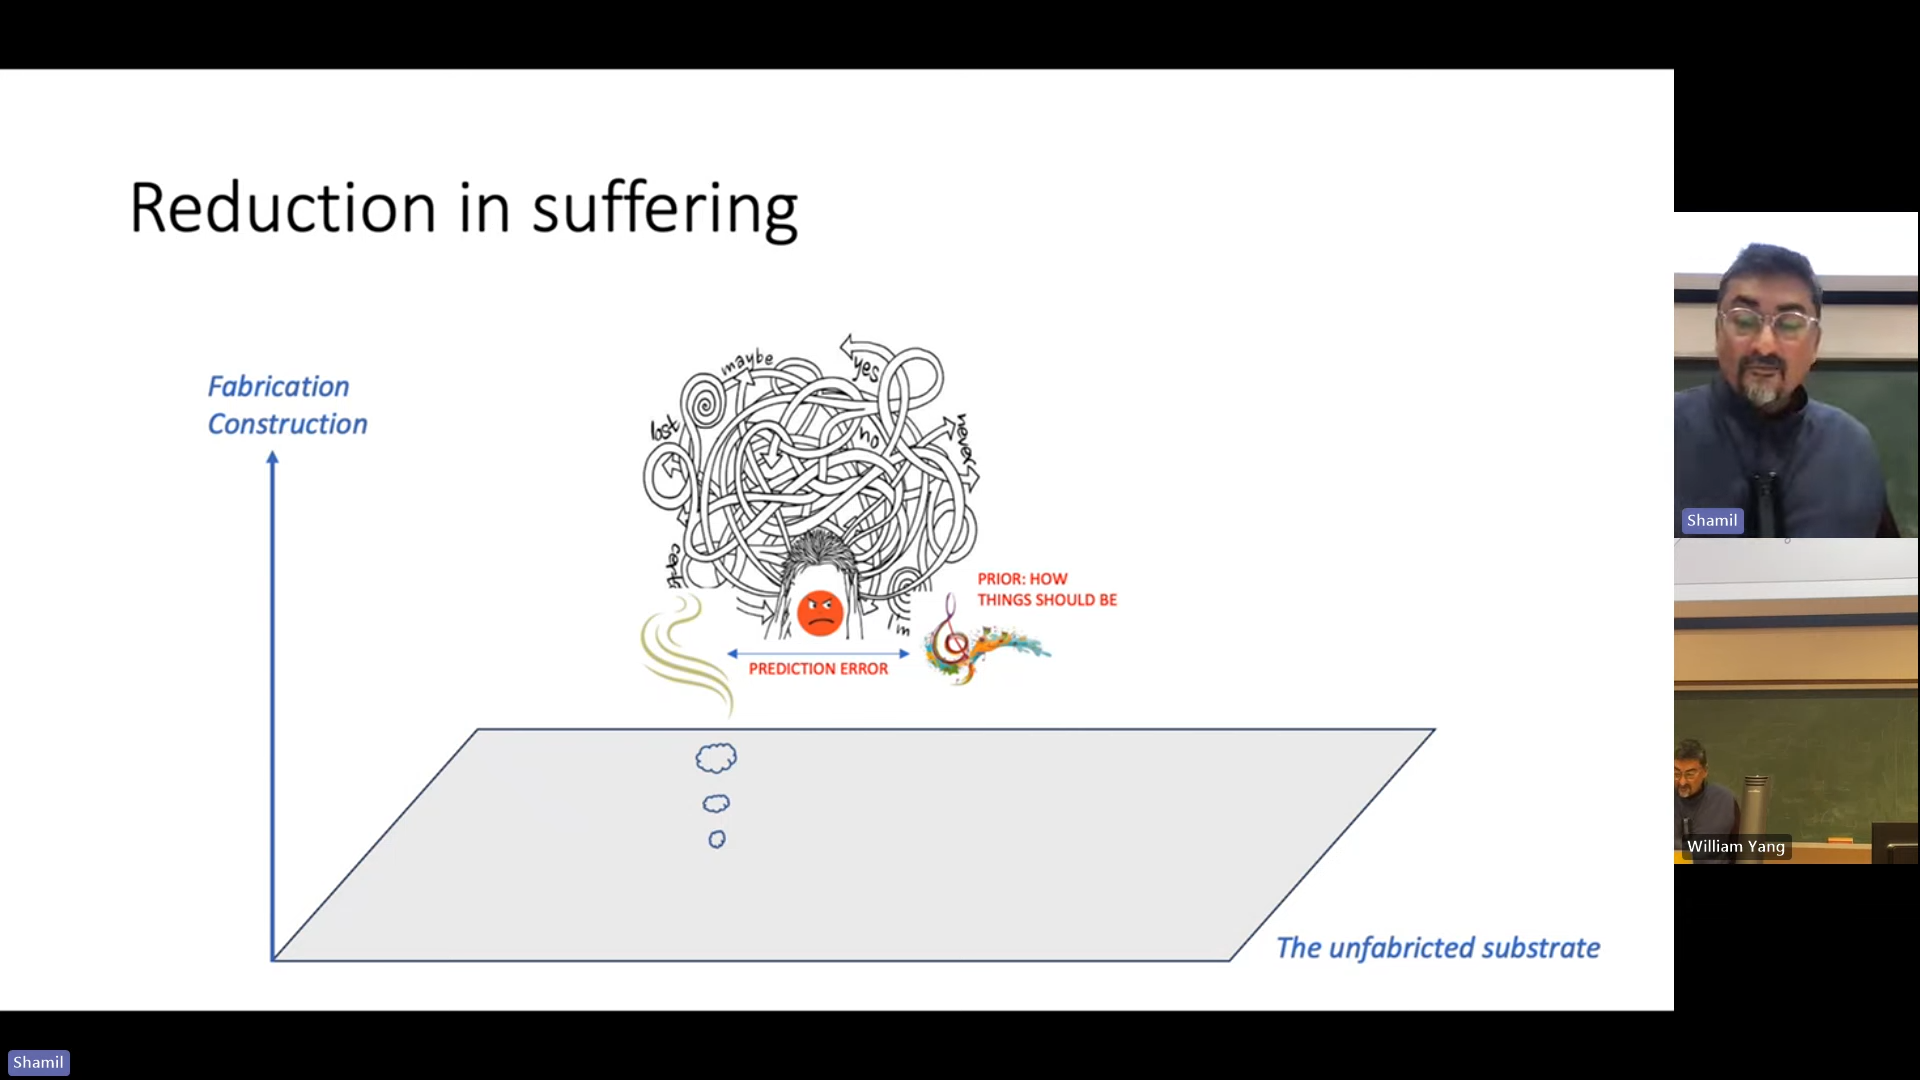 Reduction in suffering
Fabrication
Construction
maybe
yes
lost
no
never
PRIOR: HOW
THINGS SHOULD BE
PREDICTION ERROR
The unfabricted substrate
Shamil
William Yang
Shamil